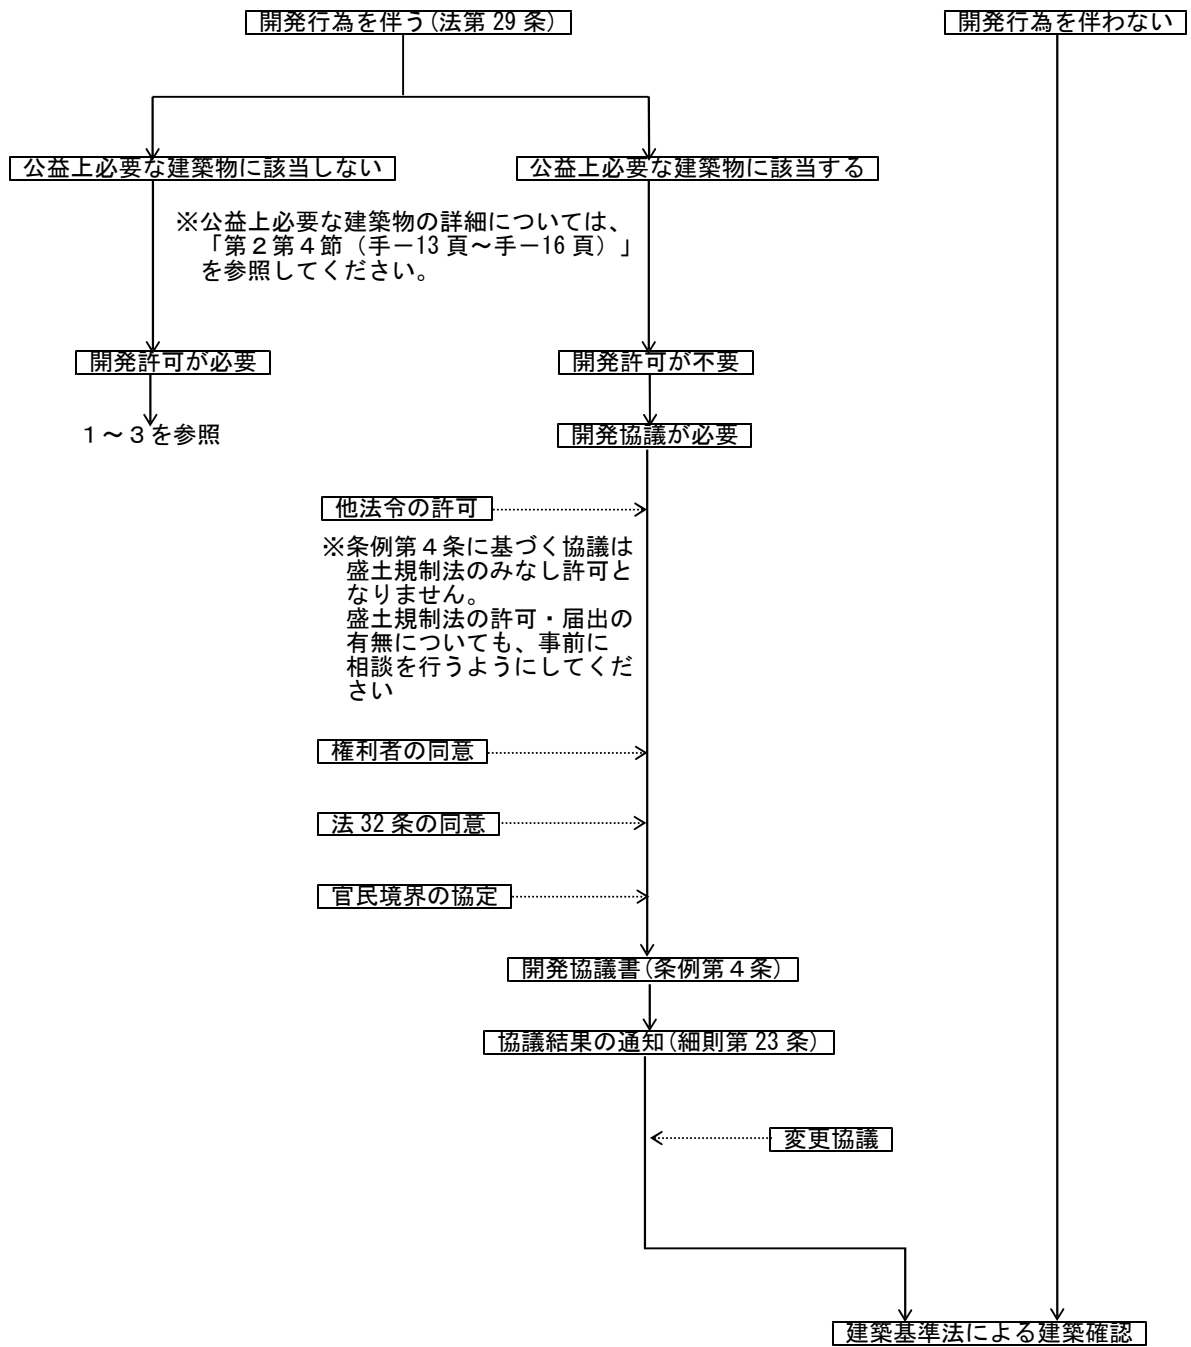 開発行為を伴う(法第29条)
開発行為を伴わない
公益上必要な建築物に該当しない
公益上必要な建築物に該当する
※公益上必要な建築物の詳細については、
「第2第4節（手－13頁～手－16頁）」
を参照してください。
開発許可が必要
開発許可が不要
1～3を参照
開発協議が必要
他法令の許可
※条例第4条に基づく協議は
盛土規制法のみなし許可と
なりません。
盛土規制法の許可・届出の
有無についても、事前に
相談を行うようにしてくだ
さい
権利者の同意
法32条の同意
官民境界の協定
開発協議書(条例第4条)
協議結果の通知(細則第23条)
変更協議
建築基準法による建築確認